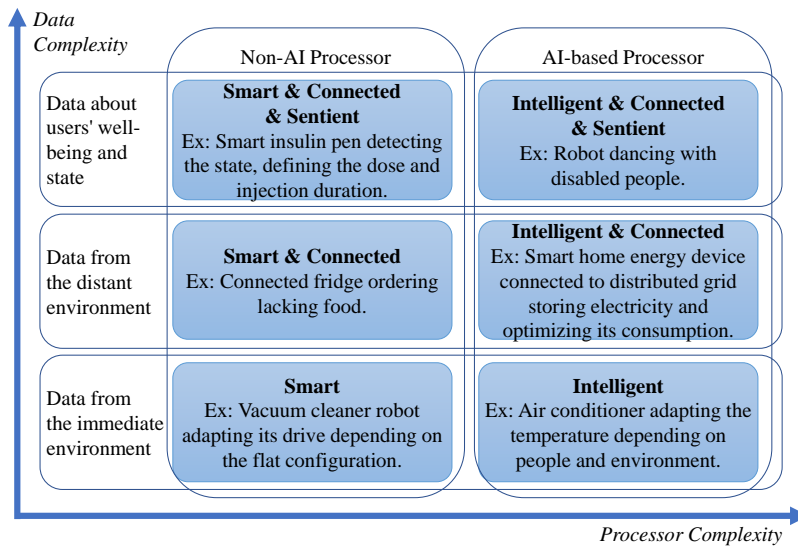 Data
Complexity
Non-AI Processor
AI-based Processor
Data about
users' well-
being and
state
Smart & Connected
& Sentient
Ex: Smart insulin pen detecting
the state, defining the dose and
injection duration.
Intelligent & Connected
& Sentient
Ex: Robot dancing with
disabled people.
Data from
the distant
environment
Smart & Connected
Ex: Connected fridge ordering
lacking food.
Intelligent & Connected
Ex: Smart home energy device
connected to distributed grid
storing electricity and
optimizing its consumption.
Data from
the immediate
environment
Smart
Ex: Vacuum cleaner robot
adapting its drive depending on
the flat configuration.
Intelligent
Ex: Air conditioner adapting the
temperature depending on
people and environment.
Processor Complexity